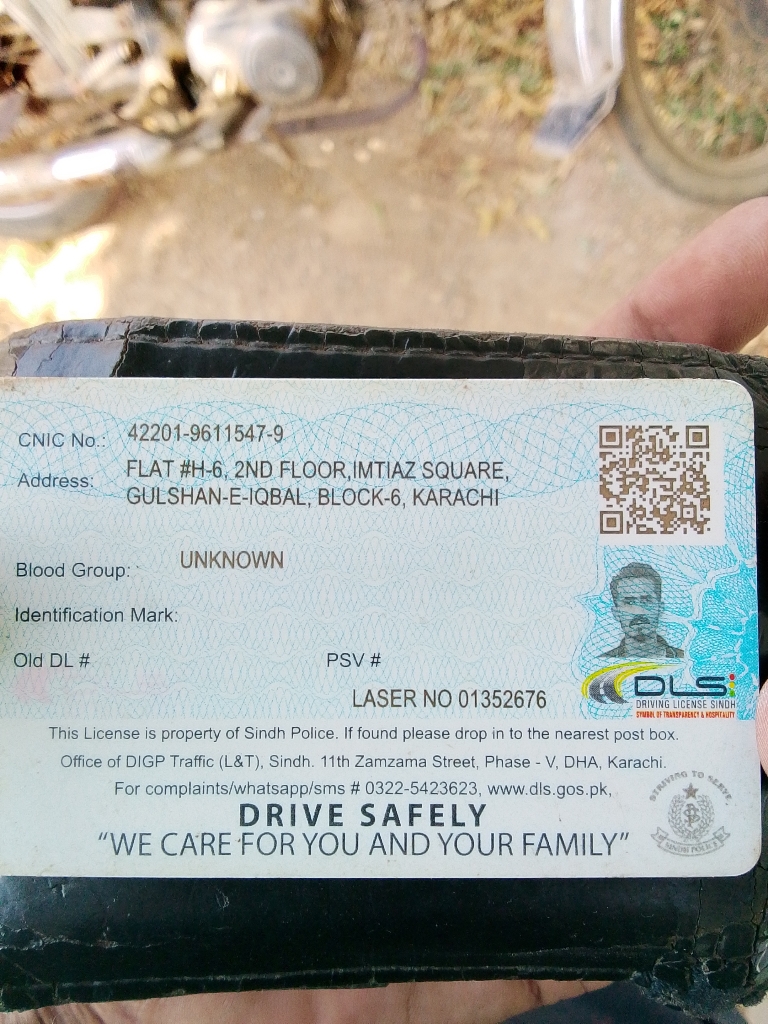 CNIC No.: 42201-9611547-9
Address: FLAT #H-6, 2ND FLOOR,IMTIAZ SQUARE,
GULSHAN-E-IQBAL, BLOCK-6, KARACHI
Blood Group: UNKNOWN
Identification Mark:
Old DL # PSV #
LASER NO 01352676
DLS
DRIVING LICENSE SINDH
SYMBOL OF TRANSPARENCY & HOSPITALITY
This License is property of Sindh Police. If found please drop in to the nearest post box.
Office of DIGP Traffic (L&T), Sindh. 11th Zamzama Street, Phase - V, DHA, Karachi.
For complaints/whatsapp/sms # 0322-5423623, www.dls.gos.pk,
DRIVE SAFELY
"WE CARE FOR YOU AND YOUR FAMILY"
STRIVING TO SERVE.
SINDH POLICE